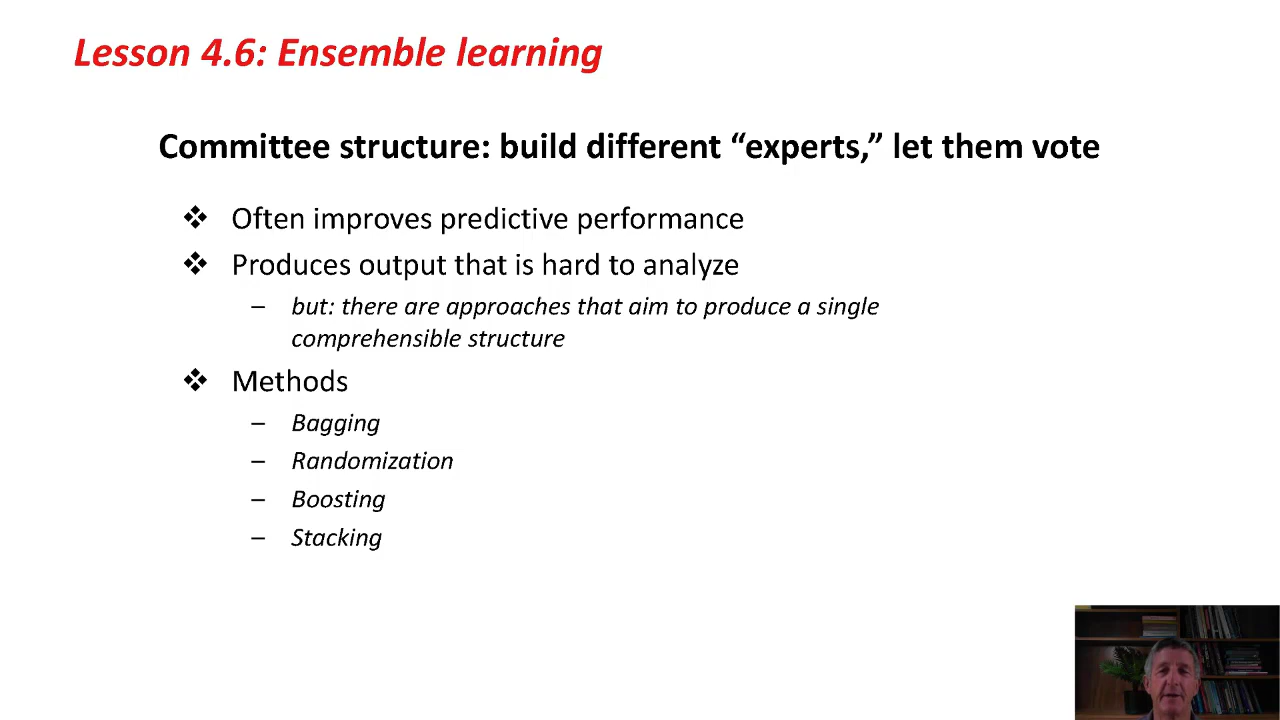 Lesson 4.6: Ensemble learning
Committee structure: build different “experts,” let them vote
❖ Often improves predictive performance
❖ Produces output that is hard to analyze
– but: there are approaches that aim to produce a single
comprehensible structure
❖ Methods
– Bagging
– Randomization
– Boosting
– Stacking